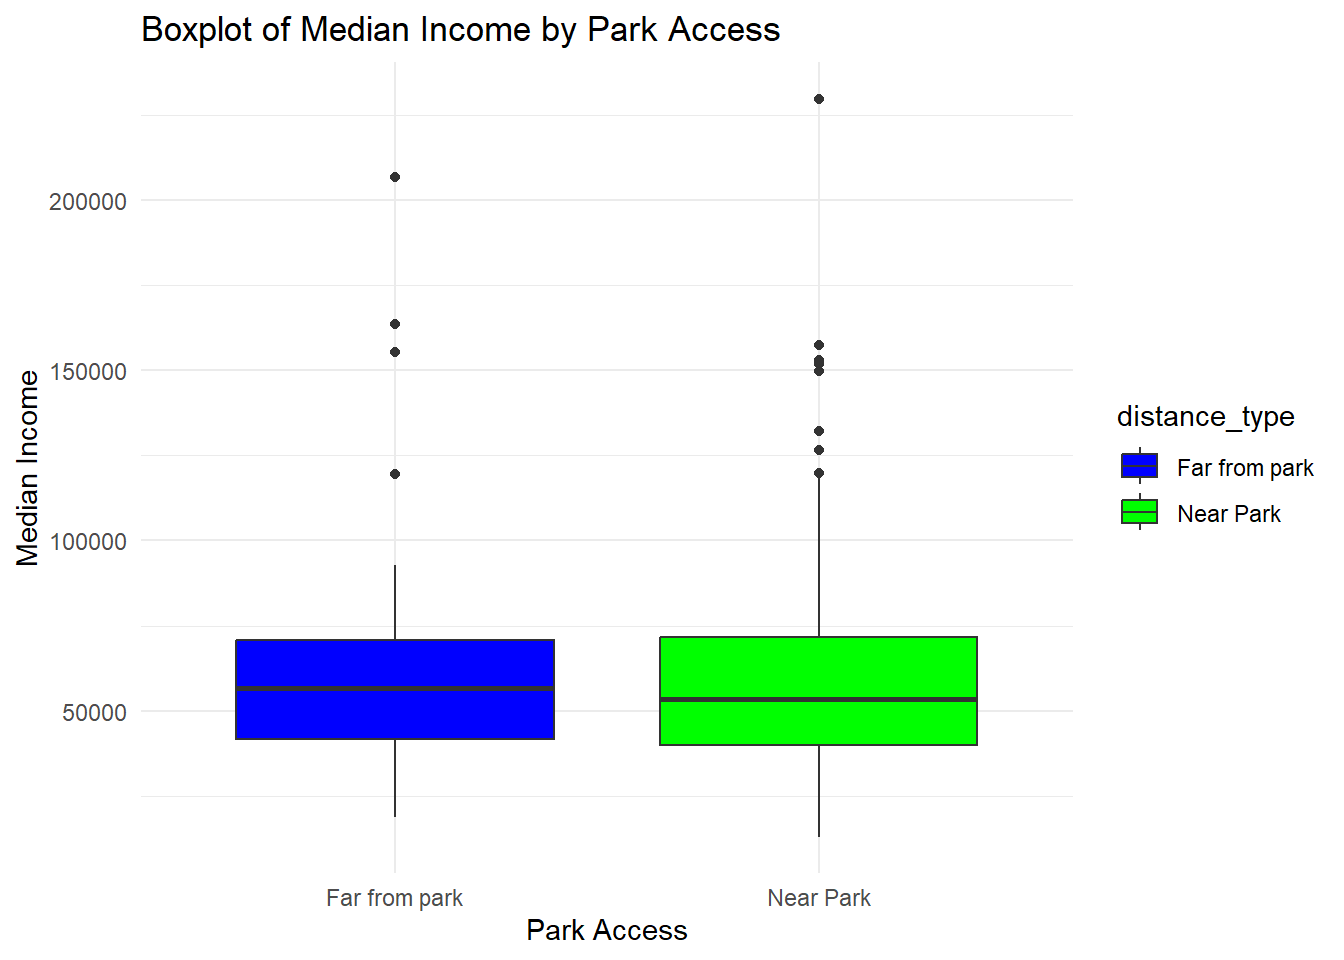 Boxplot of Median Income by Park Access
Median Income
200000
150000
100000
50000
Far from park
Near Park
Park Access
distance_type
Far from park
Near Park